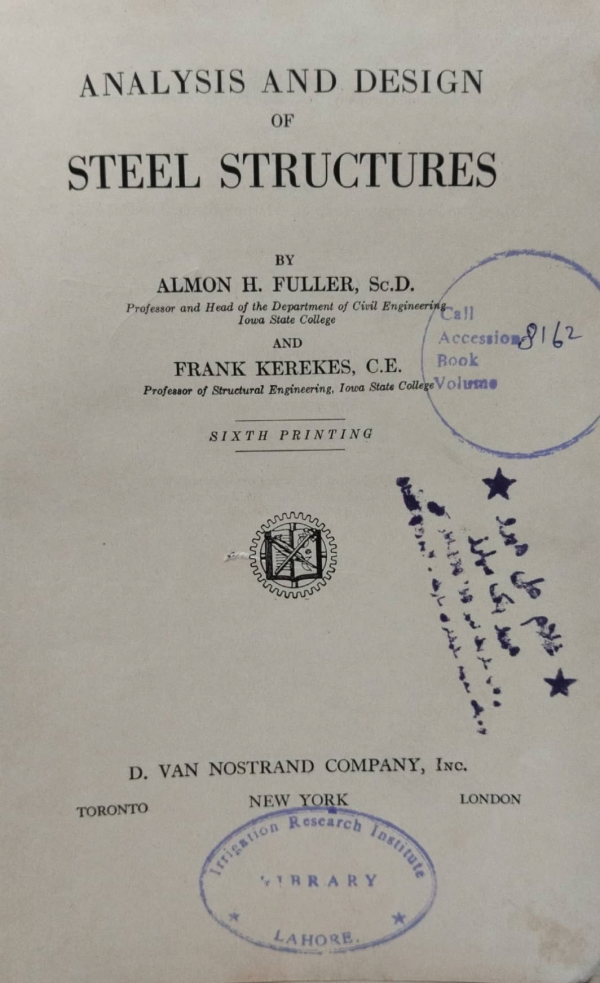 ANALYSIS AND DESIGN
OF
STEEL STRUCTURES
BY
ALMON H. FULLER, Sc.D.
Professor and Head of the Department of Civil Engineering
Iowa State College
AND
FRANK KEREKES, C.E.
Professor of Structural Engineering, Iowa State College
SIXTH PRINTING
Call
Accession 8162
Book
Volume
D. VAN NOSTRAND COMPANY, Inc.
TORONTO NEW YORK LONDON
Irrigation Research Institute
LIBRARY
LAHORE.